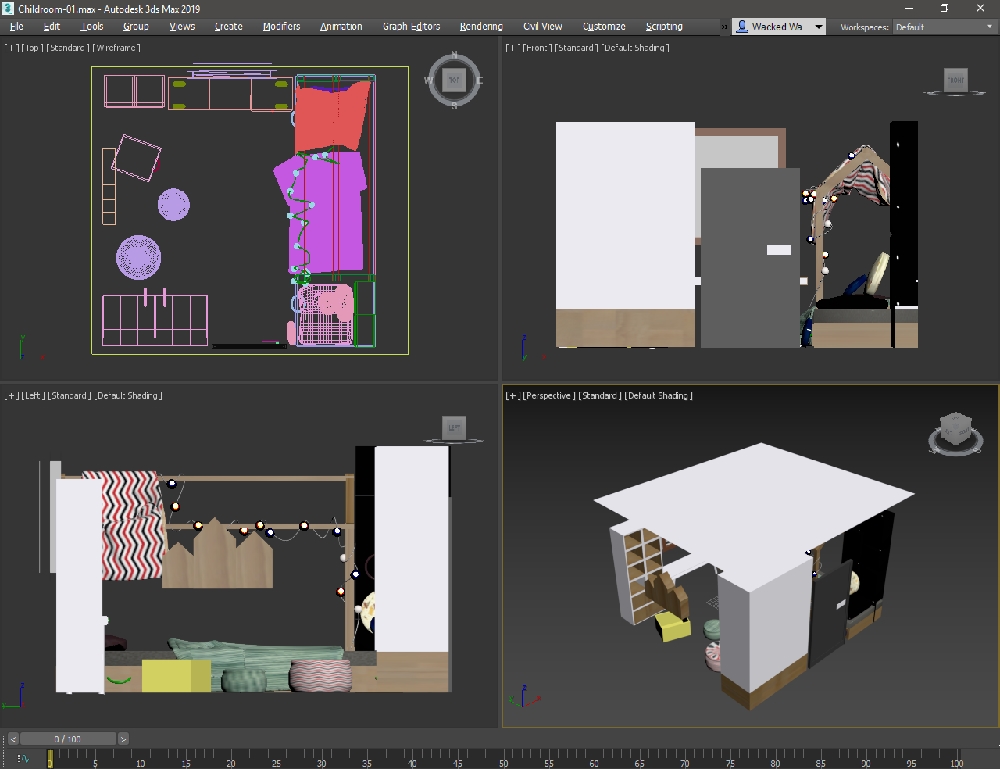 Childroom-01.max - Autodesk 3ds Max 2019
File Edit Tools Group Views Create Modifiers Animation Graph Editors Rendering Civil View Customize Scripting » Wacked Wa Workspaces: Default
[+] [Top] [Standard] [Wireframe]
[+] [Front] [Standard] [Default Shading]
N
W TOP E
S
FRONT
[+] [Left] [Standard] [Default Shading]
[+] [Perspective] [Standard] [Default Shading]
LEFT
< 0 / 100 >
0 5 10 15 20 25 30 35 40 45 50 55 60 65 70 75 80 85 90 95 100